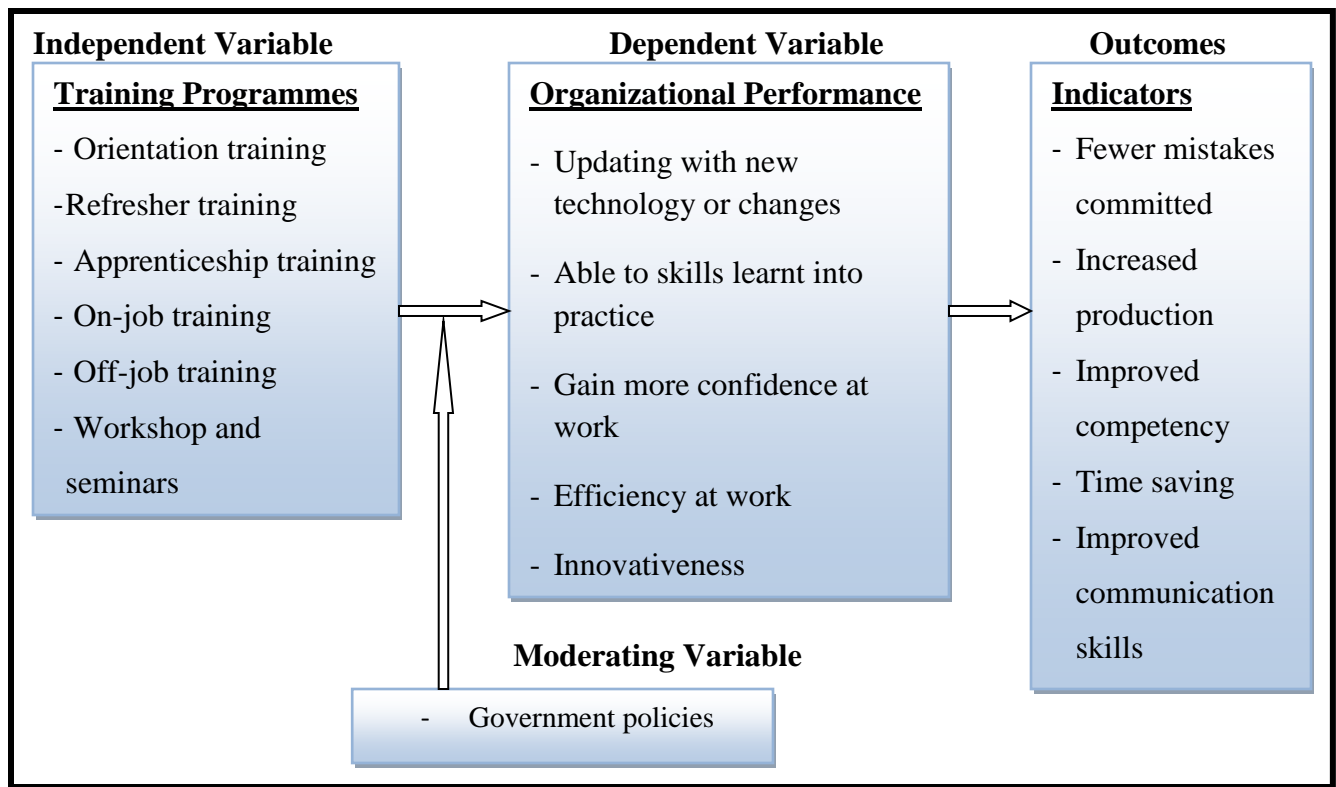 Independent Variable
Training Programmes
- Orientation training
-Refresher training
- Apprenticeship training
- On-job training
- Off-job training
- Workshop and
seminars
Dependent Variable
Organizational Performance
- Updating with new
technology or changes
- Able to skills learnt into
practice
- Gain more confidence at
work
- Efficiency at work
- Innovativeness
Outcomes
Indicators
- Fewer mistakes
committed
- Increased
production
- Improved
competency
- Time saving
- Improved
communication
skills
Moderating Variable
- Government policies